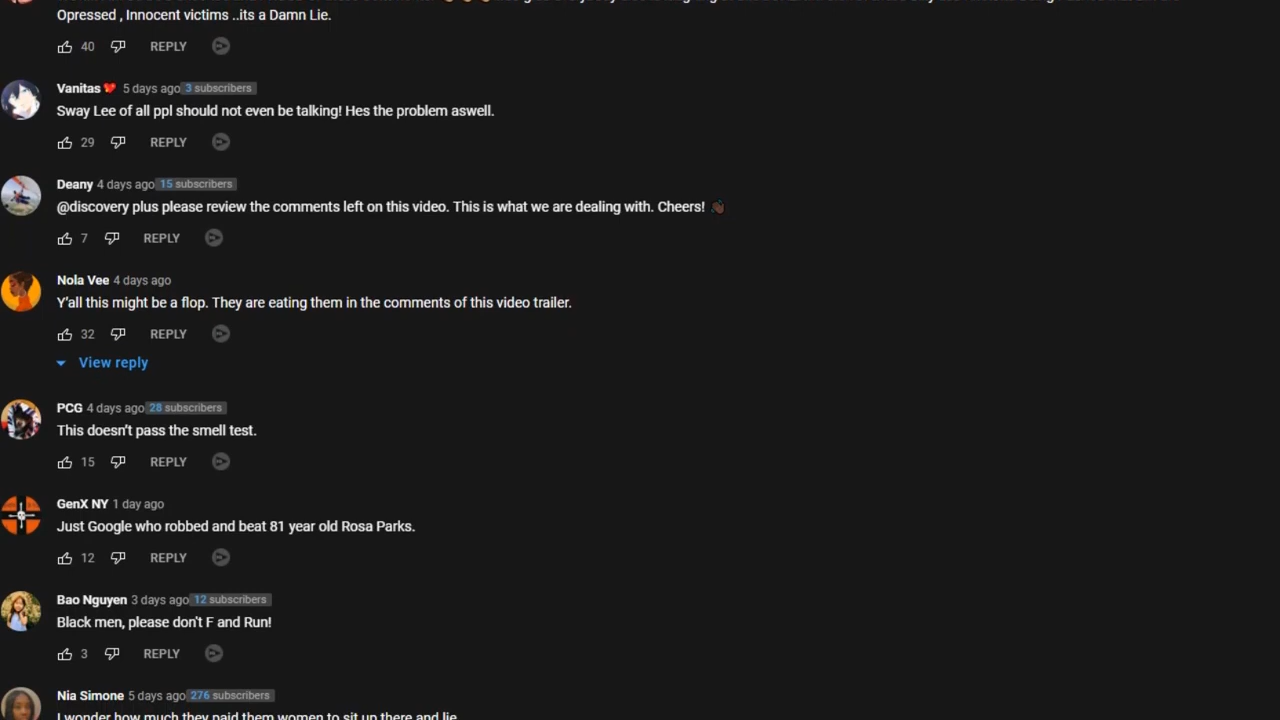 Opressed , Innocent victims ..its a Damn Lie.
40 REPLY
Vanitas 5 days ago 3 subscribers
Sway Lee of all ppl should not even be talking! Hes the problem aswell.
29 REPLY
Deany 4 days ago 15 subscribers
@discovery plus please review the comments left on this video. This is what we are dealing with. Cheers!
7 REPLY
Nola Vee 4 days ago
Y'all this might be a flop. They are eating them in the comments of this video trailer.
32 REPLY
View reply
PCG 4 days ago 28 subscribers
This doesn't pass the smell test.
15 REPLY
GenX NY 1 day ago
Just Google who robbed and beat 81 year old Rosa Parks.
12 REPLY
Bao Nguyen 3 days ago 12 subscribers
Black men, please don't F and Run!
3 REPLY
Nia Simone 5 days ago 276 subscribers
I wonder how much they paid them women to sit up there and lie